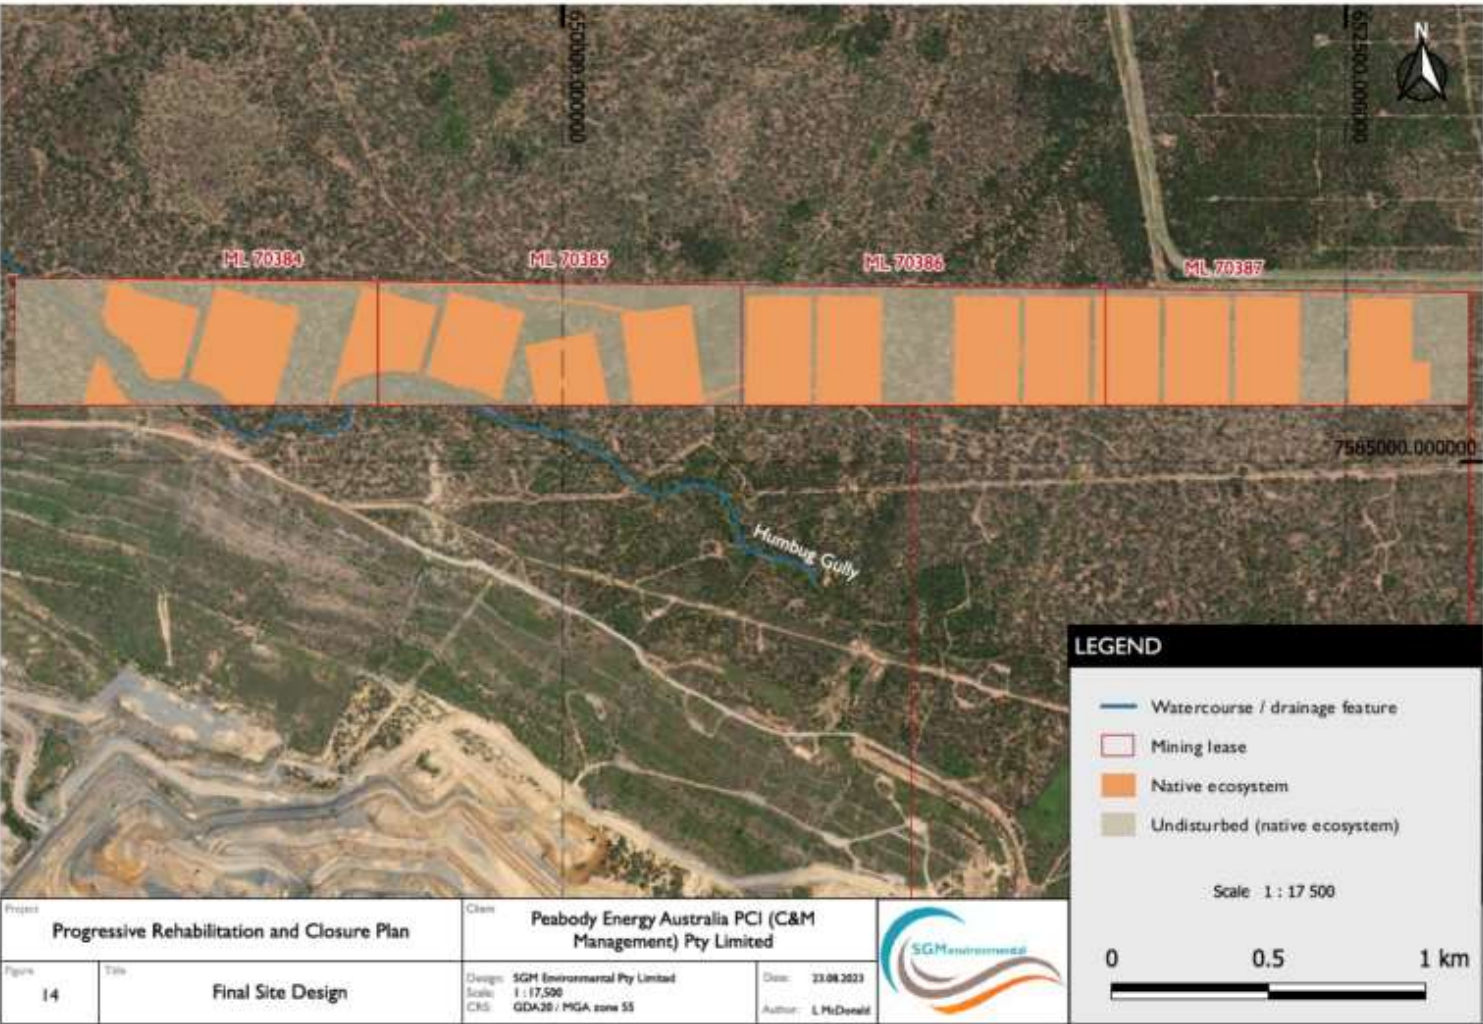 650000.000000
652500.000000
N
ML 70384
ML 70385
ML 70386
ML 70387
7585000.000000
Humbug Gully
LEGEND
Watercourse / drainage feature
Mining lease
Native ecosystem
Undisturbed (native ecosystem)
Scale 1 : 17 500
0 0.5 1 km
Project
Progressive Rehabilitation and Closure Plan
Client
Peabody Energy Australia PCI (C&M
Management) Pty Limited
Figure
14
Title
Final Site Design
Design: SGM Environmental Pty Limited
Scale: 1 : 17,500
CRS: GDA20 / MGA zone 55
Date: 23.08.2023
Author: L McDonald
SGMenvironmental